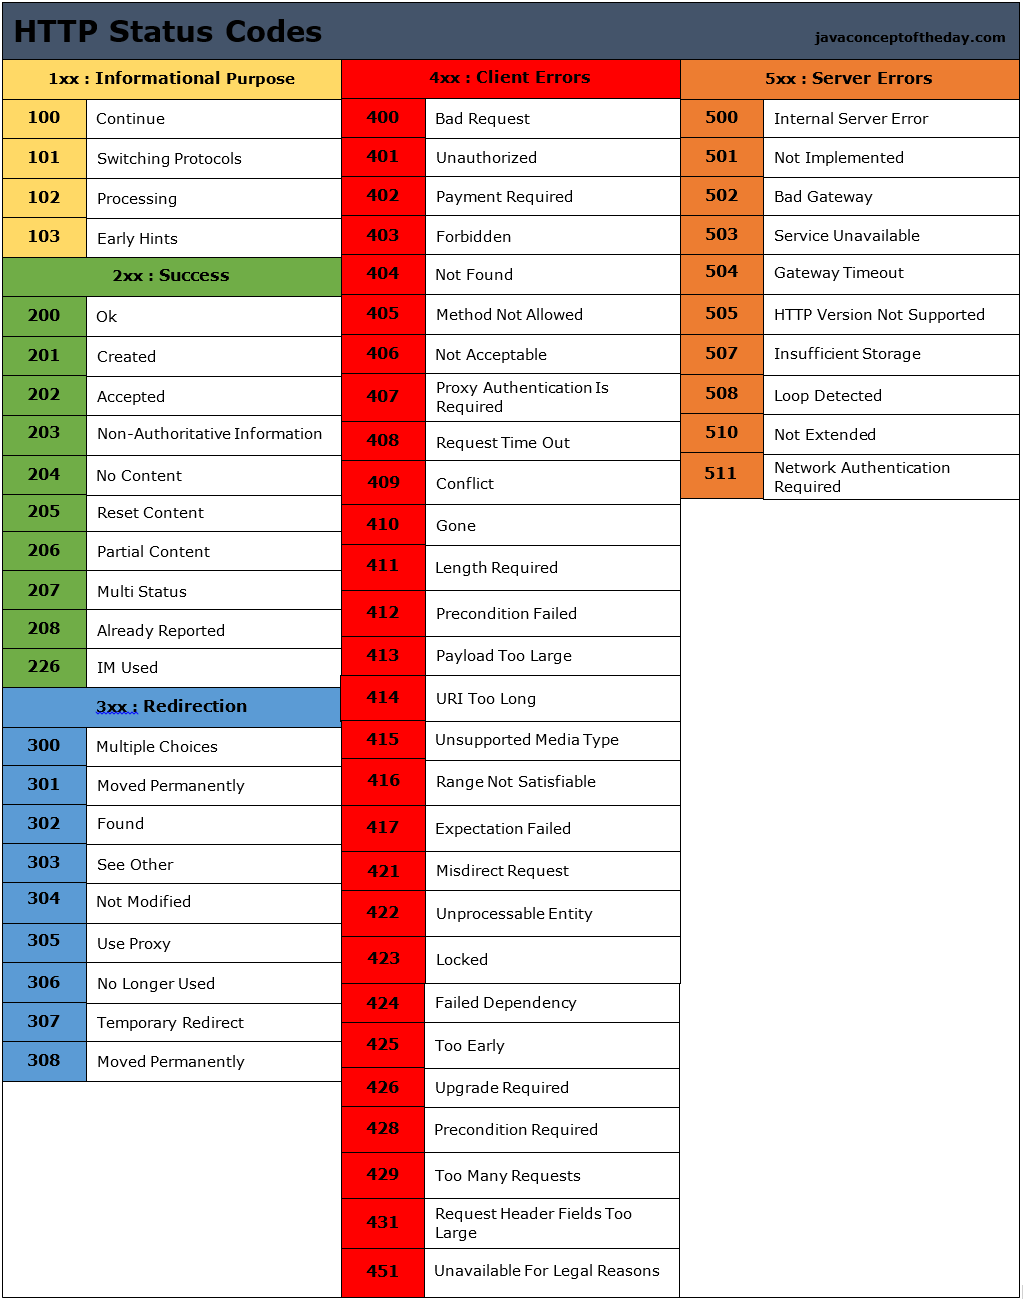 HTTP Status Codes
javaconceptoftheday.com
1xx : Informational Purpose
100 Continue
101 Switching Protocols
102 Processing
103 Early Hints
2xx : Success
200 Ok
201 Created
202 Accepted
203 Non-Authoritative Information
204 No Content
205 Reset Content
206 Partial Content
207 Multi Status
208 Already Reported
226 IM Used
3xx : Redirection
300 Multiple Choices
301 Moved Permanently
302 Found
303 See Other
304 Not Modified
305 Use Proxy
306 No Longer Used
307 Temporary Redirect
308 Moved Permanently
4xx : Client Errors
400 Bad Request
401 Unauthorized
402 Payment Required
403 Forbidden
404 Not Found
405 Method Not Allowed
406 Not Acceptable
407 Proxy Authentication Is
Required
408 Request Time Out
409 Conflict
410 Gone
411 Length Required
412 Precondition Failed
413 Payload Too Large
414 URI Too Long
415 Unsupported Media Type
416 Range Not Satisfiable
417 Expectation Failed
421 Misdirect Request
422 Unprocessable Entity
423 Locked
424 Failed Dependency
425 Too Early
426 Upgrade Required
428 Precondition Required
429 Too Many Requests
431 Request Header Fields Too
Large
451 Unavailable For Legal Reasons
5xx : Server Errors
500 Internal Server Error
501 Not Implemented
502 Bad Gateway
503 Service Unavailable
504 Gateway Timeout
505 HTTP Version Not Supported
507 Insufficient Storage
508 Loop Detected
510 Not Extended
511 Network Authentication
Required